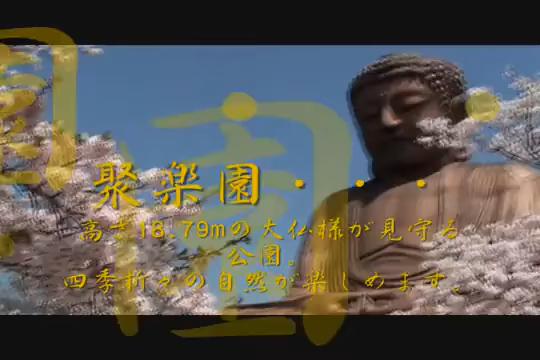 聚楽園・・・
高さ18.79mの大仏様が見守る
公園。
四季折々の自然が楽しめます。